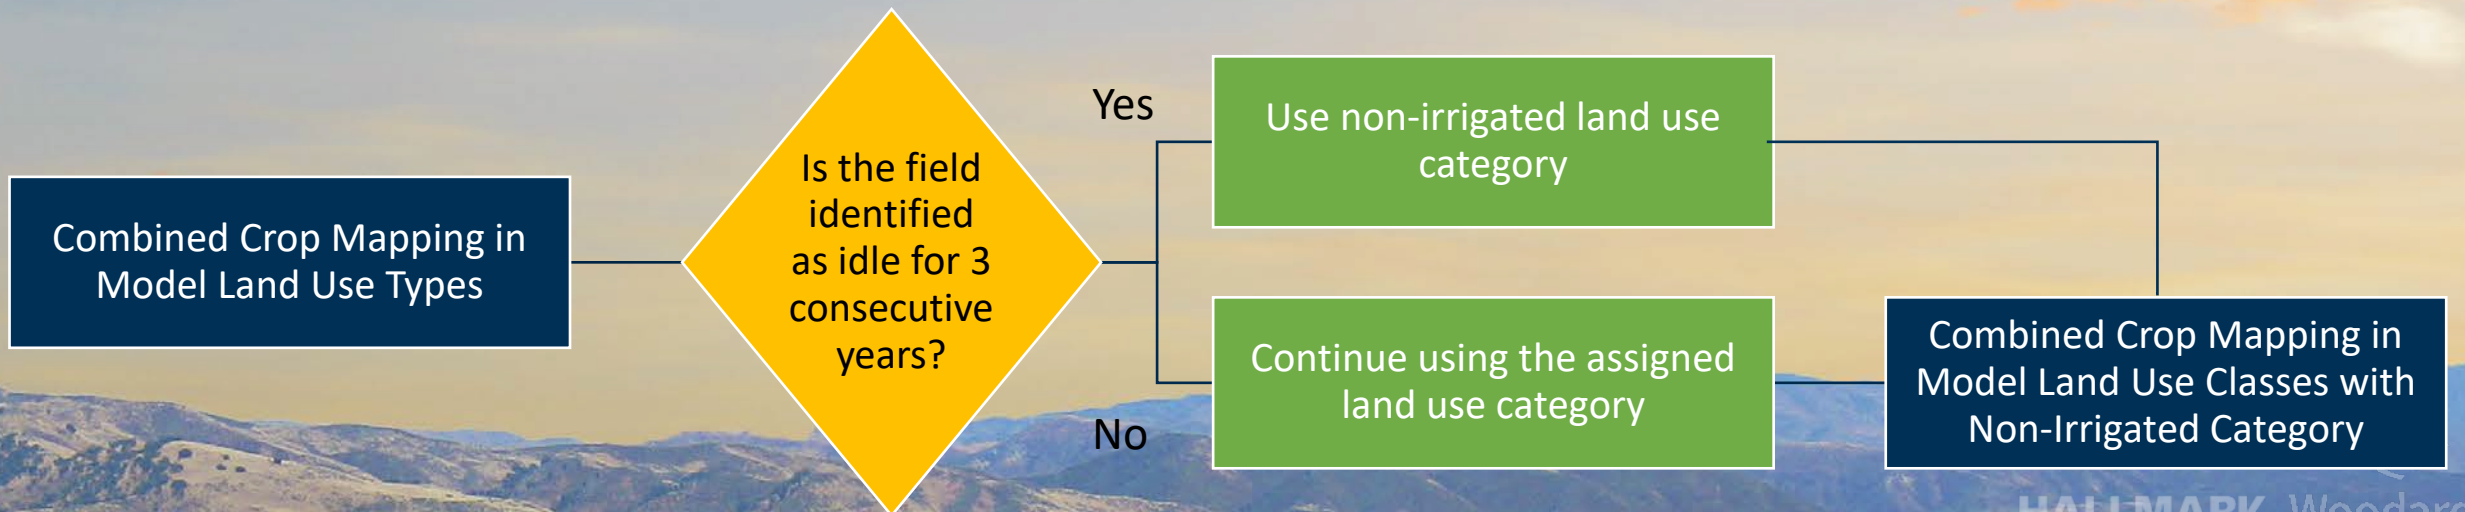 Combined Crop Mapping in
Model Land Use Types
Is the field
identified
as idle for 3
consecutive
years?
Yes
Use non-irrigated land use
category
No
Continue using the assigned
land use category
Combined Crop Mapping in
Model Land Use Classes with
Non-Irrigated Category
HALLMARK